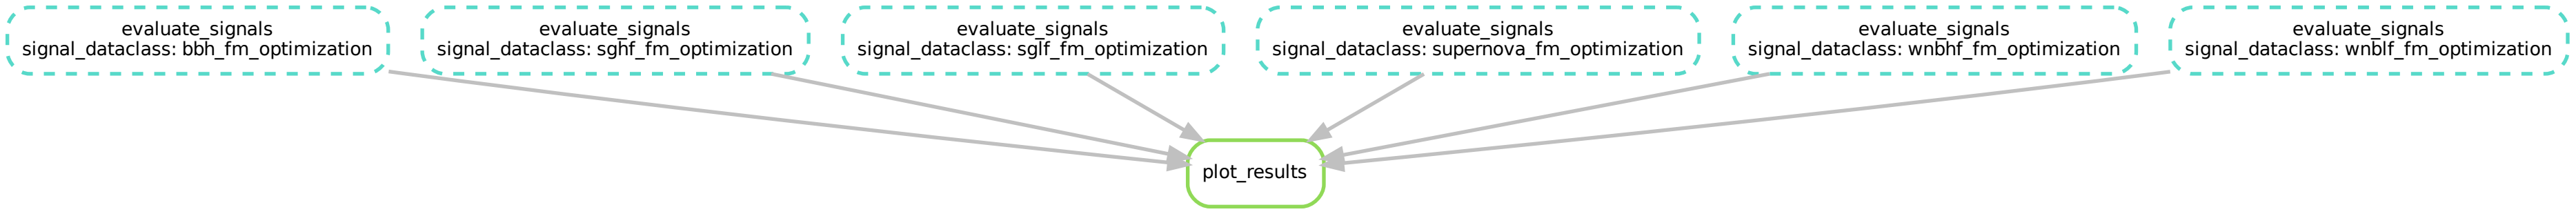 evaluate_signals
signal_dataclass: bbh_fm_optimization
evaluate_signals
signal_dataclass: sghf_fm_optimization
evaluate_signals
signal_dataclass: sglf_fm_optimization
evaluate_signals
signal_dataclass: supernova_fm_optimization
evaluate_signals
signal_dataclass: wnbhf_fm_optimization
evaluate_signals
signal_dataclass: wnblf_fm_optimization
plot_results